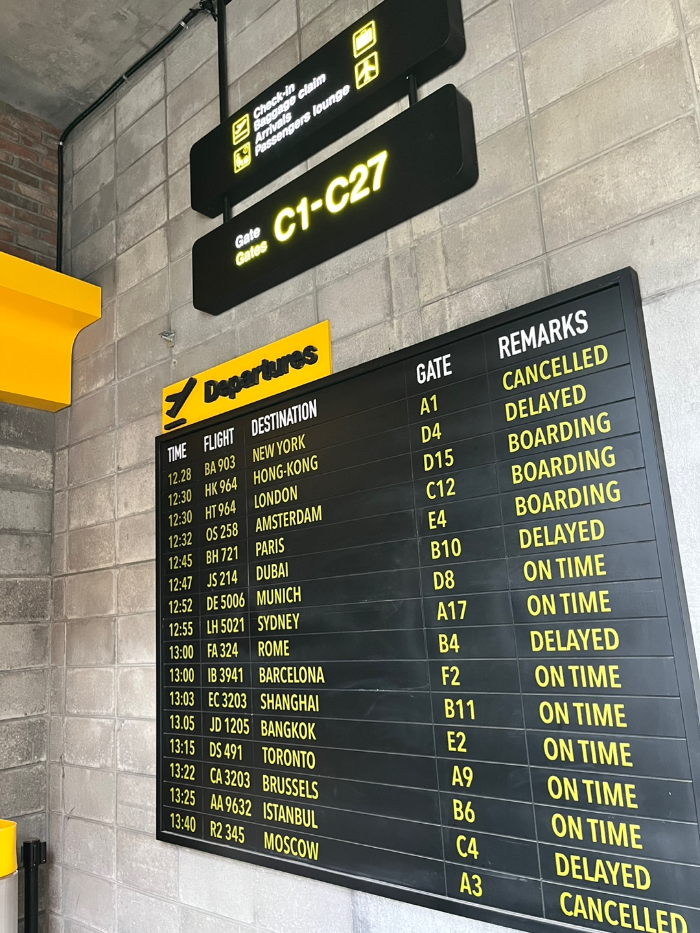 Check-in
Baggage claim
Arrivals
Passengers lounge
Gate
Gates C1-C27
Departures
TIME FLIGHT DESTINATION GATE REMARKS
12.28 BA 903 NEW YORK A1 CANCELLED
12:30 HK 964 HONG-KONG D4 DELAYED
12:30 HT 964 LONDON D15 BOARDING
12:32 OS 258 AMSTERDAM C12 BOARDING
12:45 BH 721 PARIS E4 BOARDING
12:47 JS 214 DUBAI B10 DELAYED
12:52 DE 5006 MUNICH D8 ON TIME
12:55 LH 5021 SYDNEY A17 ON TIME
13:00 FA 324 ROME B4 DELAYED
13:00 IB 3941 BARCELONA F2 ON TIME
13:03 EC 3203 SHANGHAI B11 ON TIME
13.05 JD 1205 BANGKOK E2 ON TIME
13:15 DS 491 TORONTO A9 ON TIME
13:22 CA 3203 BRUSSELS B6 ON TIME
13:25 AA 9632 ISTANBUL C4 DELAYED
13:40 R2 345 MOSCOW A3 CANCELLED